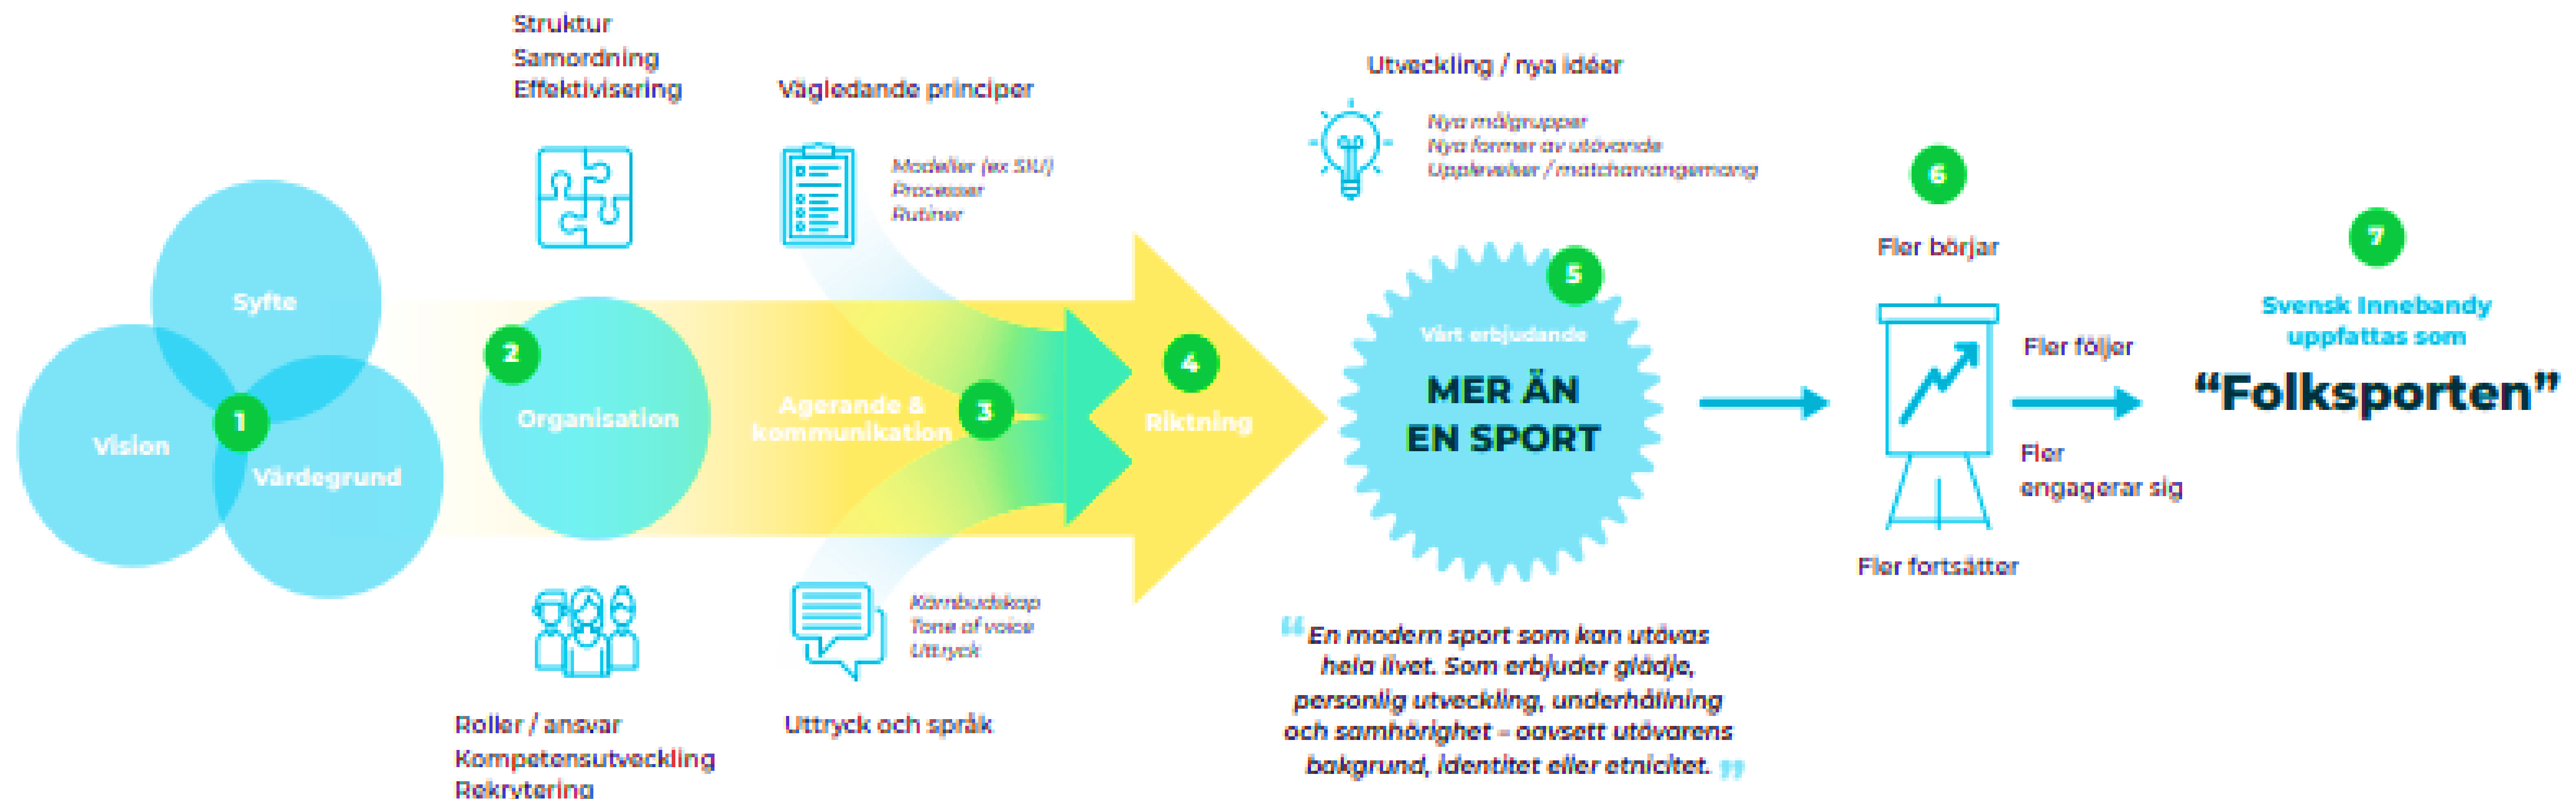 Struktur
Samordning
Effektivisering
Vägledande principer
Modeller (ex SIU)
Processer
Rutiner
Syfte
Vision
Värdegrund
1
2
Organisation
Agerande &
kommunikation
3
4
Riktning
Roller / ansvar
Kompetensutveckling
Rekrytering
Kärnbudskap
Tone of voice
Uttryck
Uttryck och språk
Utveckling / nya idéer
Nya målgrupper
Nya former av utövande
Upplevelser / matcharrangemang
5
Vårt erbjudande
MER ÄN
EN SPORT
"En modern sport som kan utövas
hela livet. Som erbjuder glädje,
personlig utveckling, underhållning
och samhörighet – oavsett utövarens
bakgrund, identitet eller etnicitet."
6
Fler börjar
Fler följer
Fler
engagerar sig
Fler fortsätter
7
Svensk Innebandy
uppfattas som
“Folksporten”